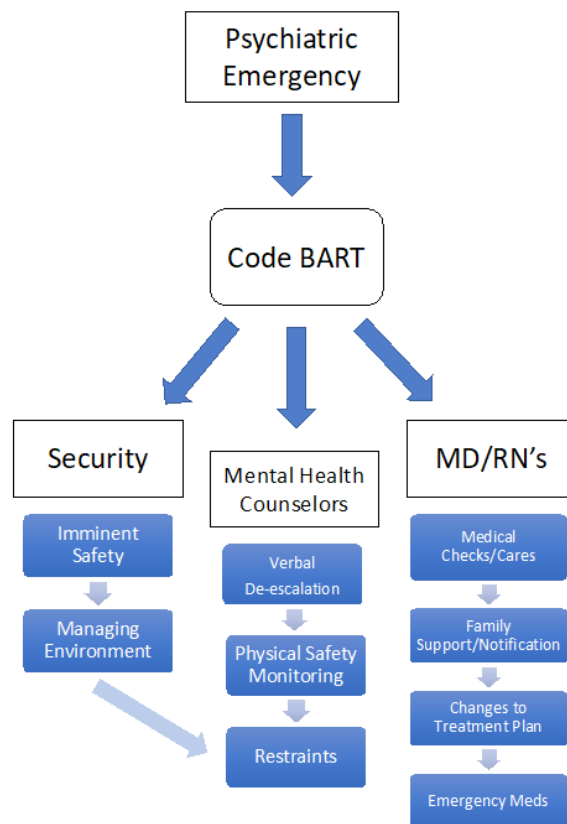 Psychiatric
Emergency
Code BART
Security
Imminent
Safety
Managing
Environment
Mental Health
Counselors
Verbal
De-escalation
Physical Safety
Monitoring
Restraints
MD/RN's
Medical
Checks/Cares
Family
Support/Notification
Changes to
Treatment Plan
Emergency Meds